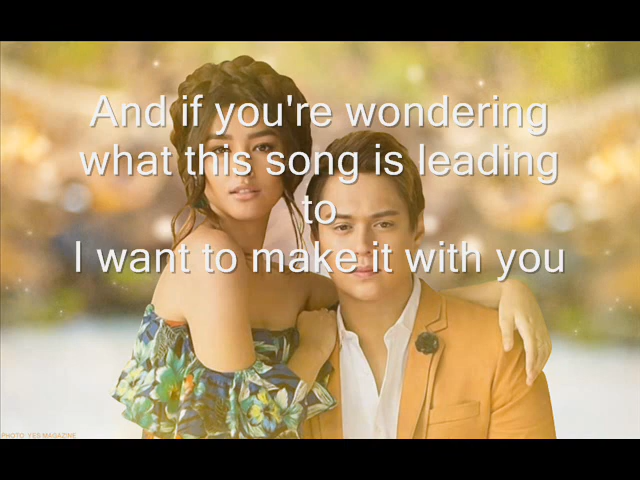 And if you're wondering
what this song is leading
to
I want to make it with you
PHOTO: YES MAGAZINE